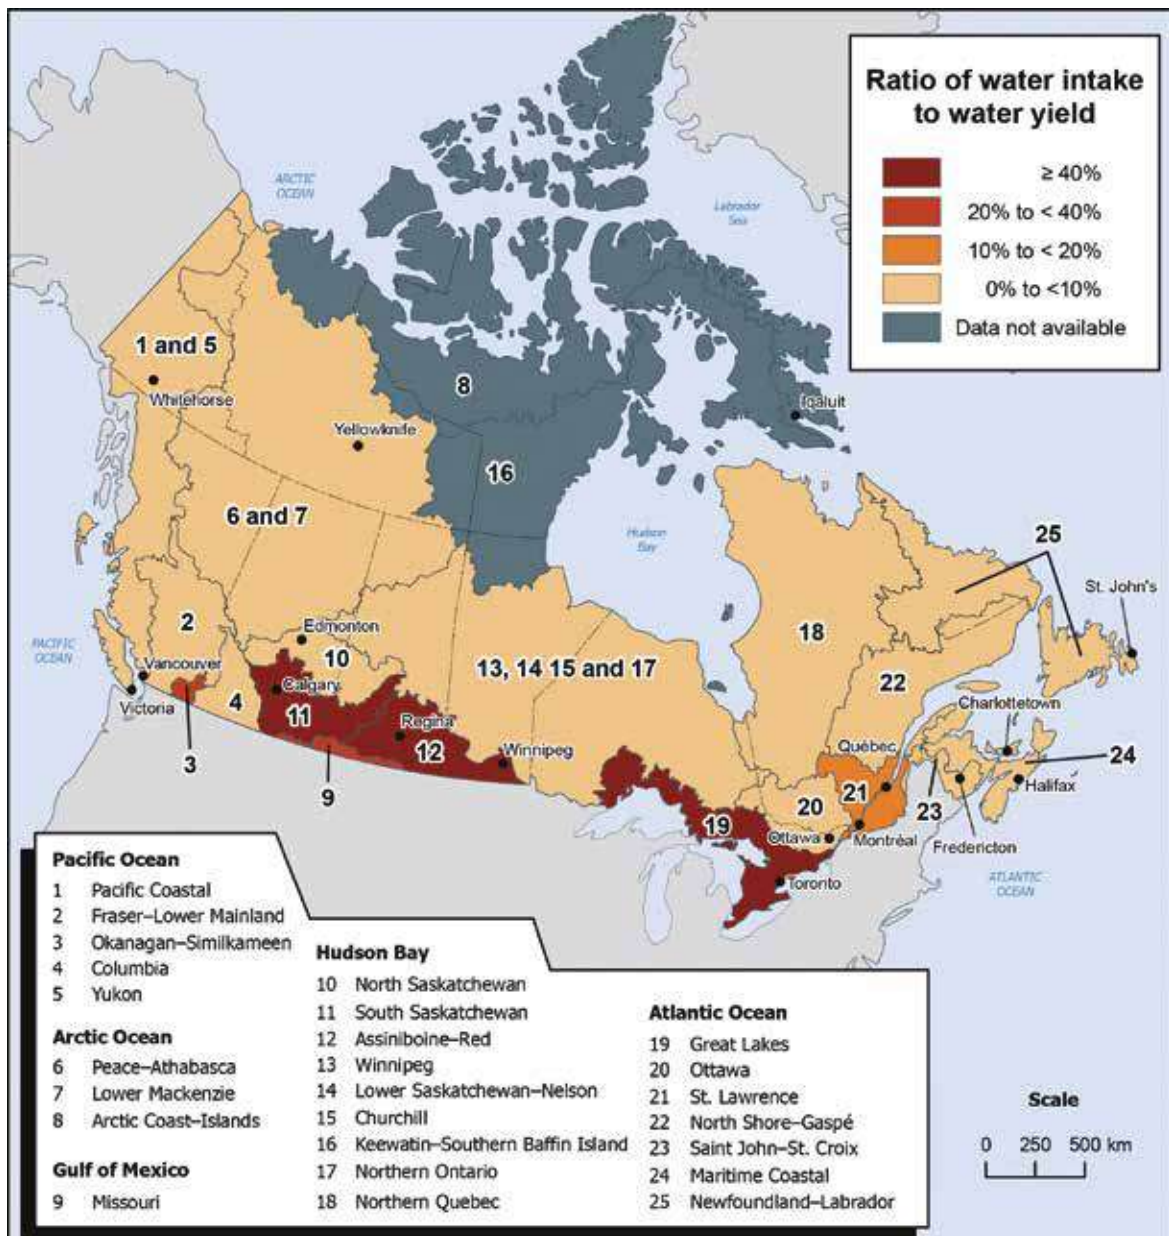 Ratio of water intake
to water yield
≥ 40%
20% to < 40%
10% to < 20%
0% to <10%
Data not available
ARCTIC
OCEAN
Labrador
Sea
1 and 5
Whitehorse
8
Iqaluit
Yellowknife
16
6 and 7
Hudson
Bay
25
St. John's
2
Edmonton
PACIFIC
OCEAN
10
13, 14 15 and 17
18
Vancouver
22
Calgary
4
Victoria
11
Charlottetown
Regina
Québec
12
Winnipeg
24
3
9
21
Halifax
20
23
19
Ottawa
Montréal
Fredericton
Toronto
ATLANTIC
OCEAN
Pacific Ocean
1 Pacific Coastal
2 Fraser–Lower Mainland
3 Okanagan–Similkameen
4 Columbia
5 Yukon
Arctic Ocean
6 Peace–Athabasca
7 Lower Mackenzie
8 Arctic Coast–Islands
Gulf of Mexico
9 Missouri
Hudson Bay
10 North Saskatchewan
11 South Saskatchewan
12 Assiniboine–Red
13 Winnipeg
14 Lower Saskatchewan–Nelson
15 Churchill
16 Keewatin–Southern Baffin Island
17 Northern Ontario
18 Northern Quebec
Atlantic Ocean
19 Great Lakes
20 Ottawa
21 St. Lawrence
22 North Shore–Gaspé
23 Saint John–St. Croix
24 Maritime Coastal
25 Newfoundland–Labrador
Scale
0 250 500 km